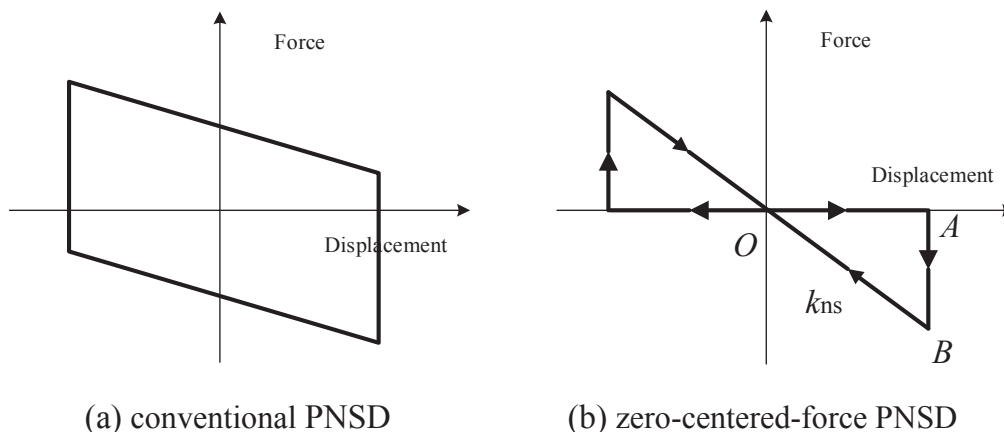 Force
Displacement
(a) conventional PNSD
Force
Displacement
O
A
kns
B
(b) zero-centered-force PNSD